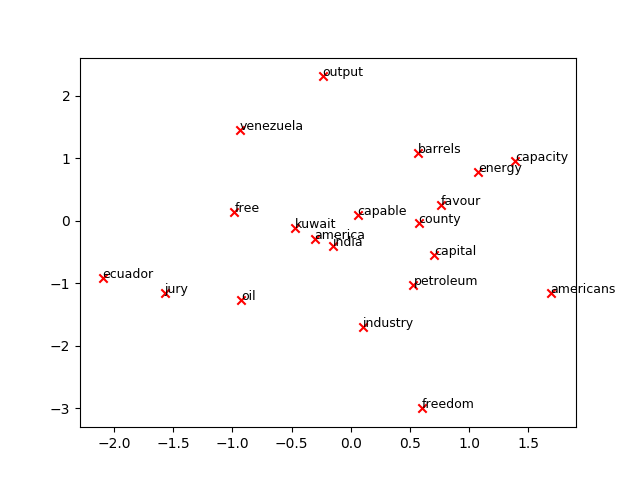 output
2
venezuela
barrels
1
capacity
energy
favour
free
capable
0
county
kuwait
america
india
capital
ecuador
petroleum
−1
jury
americans
oil
industry
−2
freedom
−3
−2.0 −1.5 −1.0 −0.5 0.0 0.5 1.0 1.5